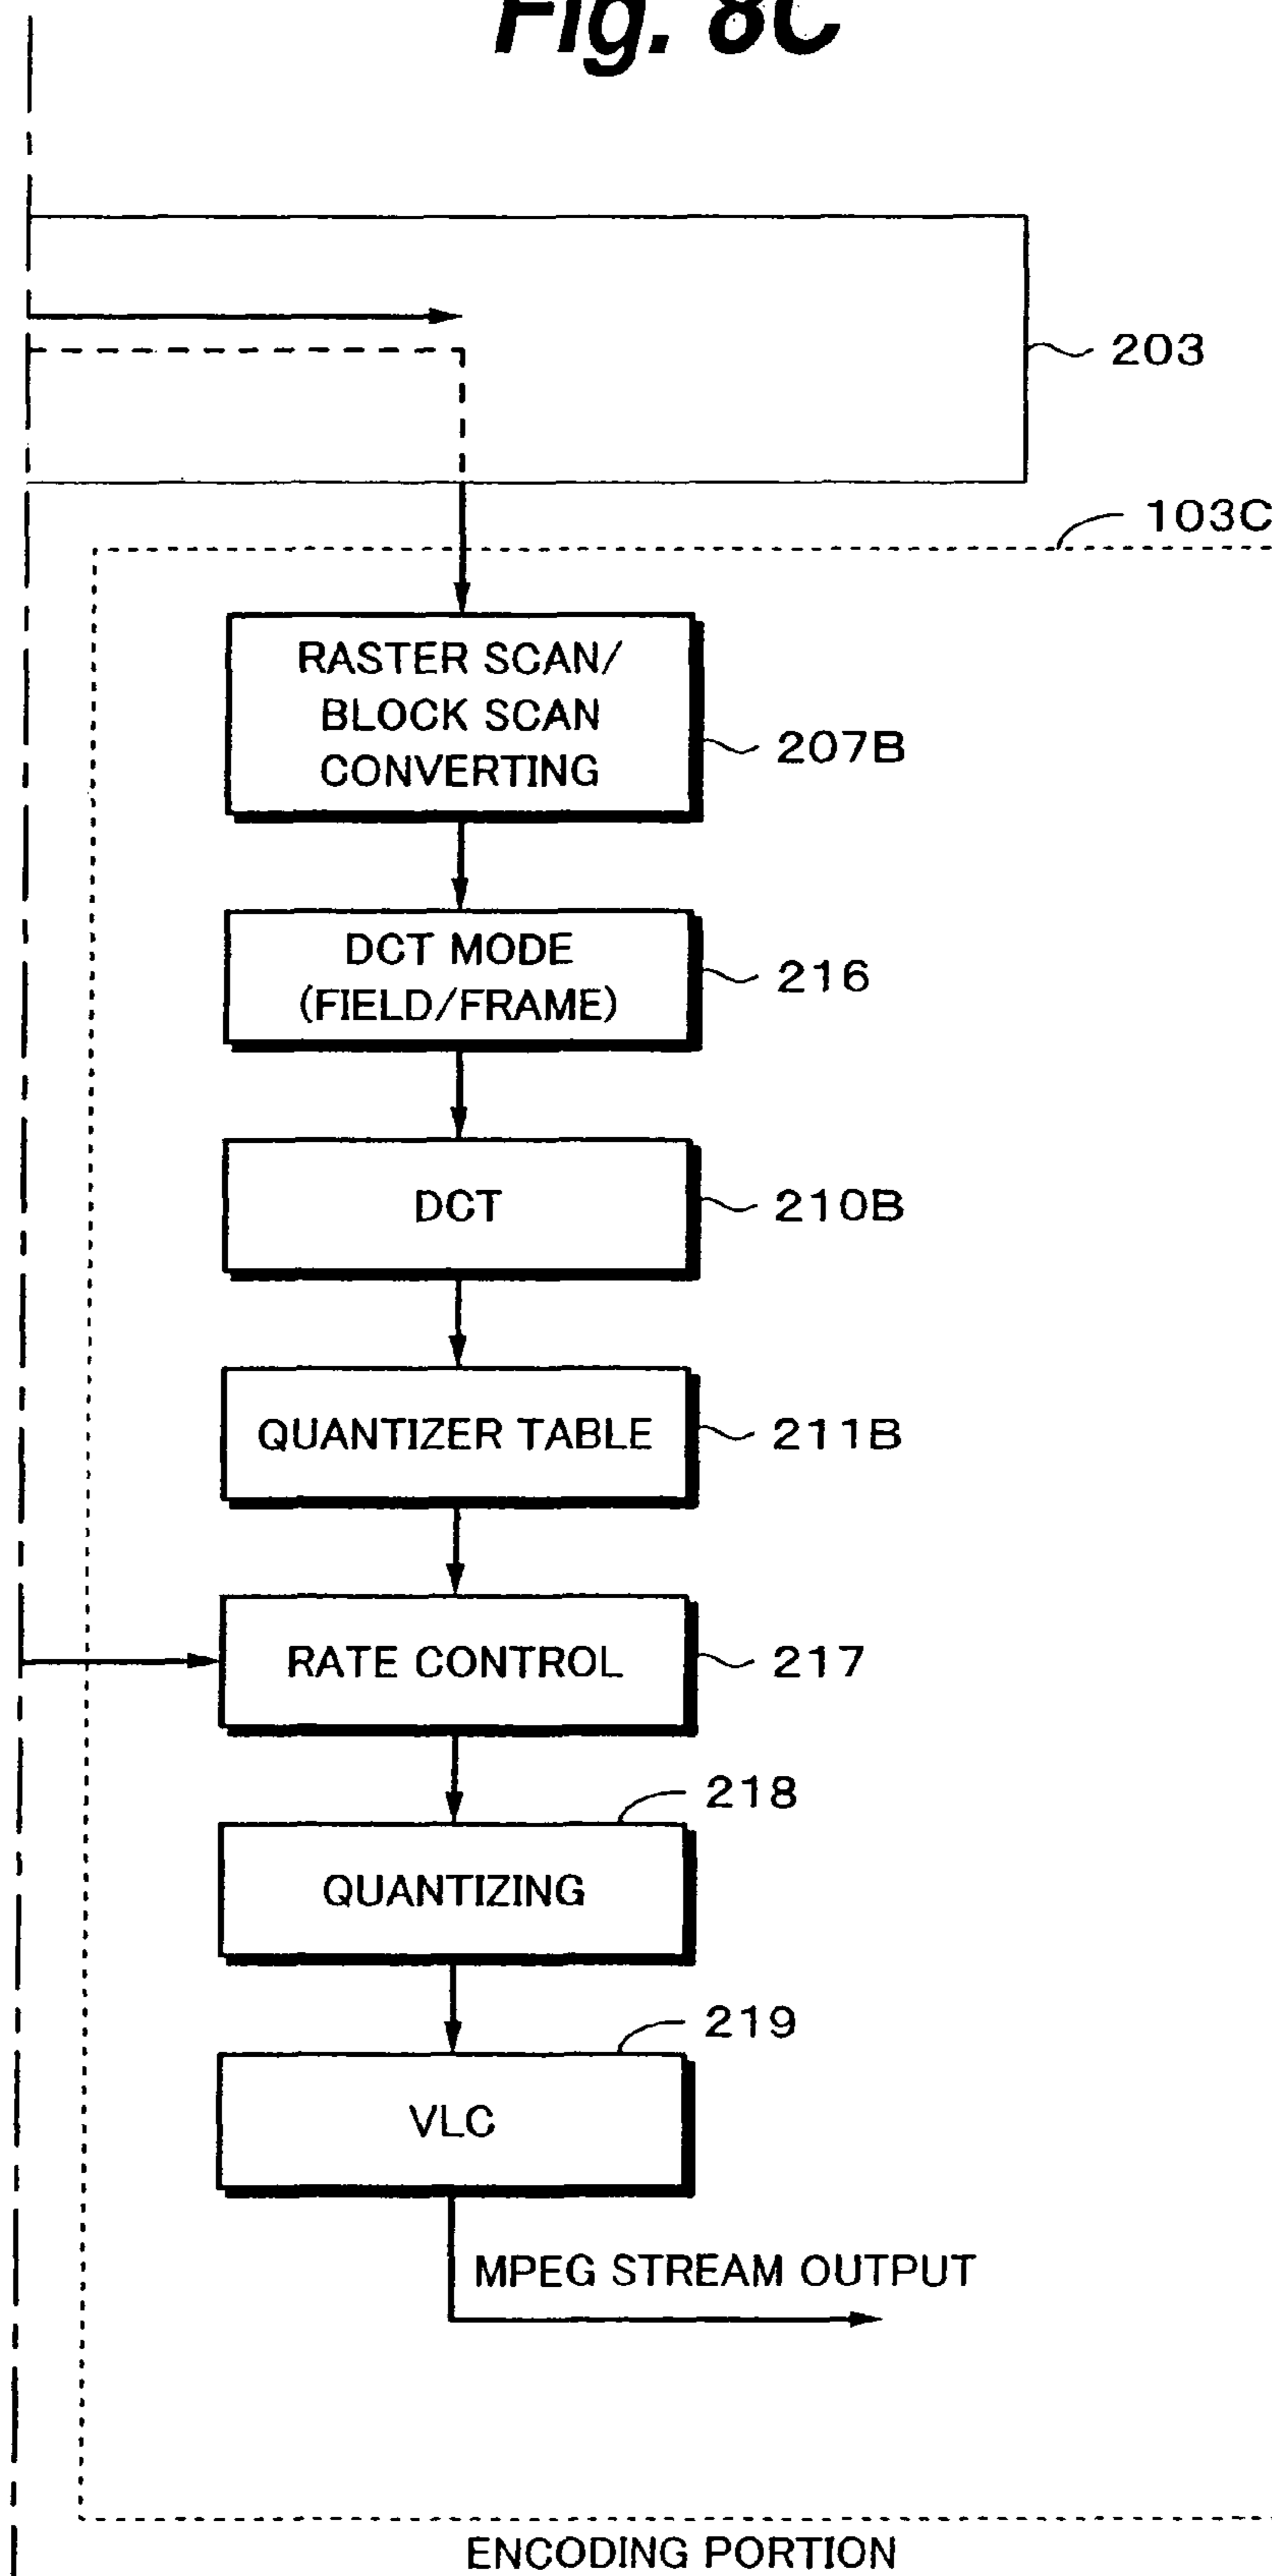 Fig. 8C
203
103C
RASTER SCAN/
BLOCK SCAN
CONVERTING
207B
DCT MODE
(FIELD/FRAME)
216
DCT
210B
QUANTIZER TABLE
211B
RATE CONTROL
217
218
QUANTIZING
219
VLC
MPEG STREAM OUTPUT
ENCODING PORTION